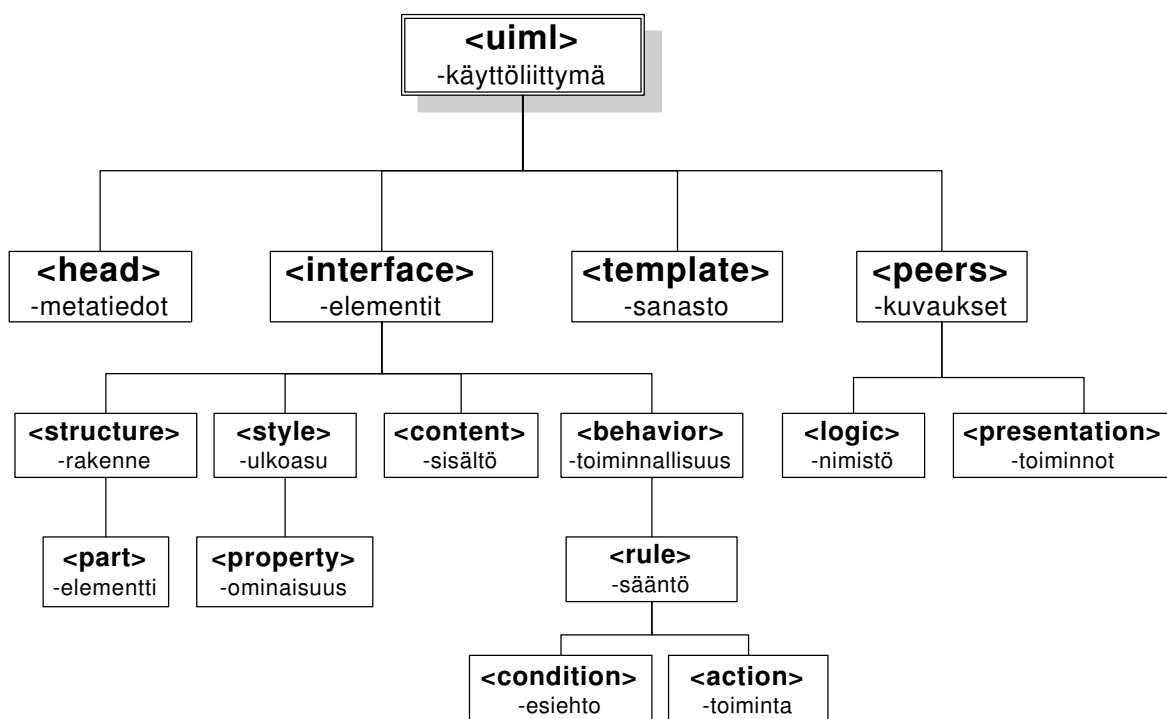 <uiml>
-käyttöliittymä
<head>
-metatiedot
<interface>
-elementit
<template>
-sanasto
<peers>
-kuvaukset
<structure>
-rakenne
<style>
-ulkoasu
<content>
-sisältö
<behavior>
-toiminnallisuus
<logic>
-nimistö
<presentation>
-toiminnot
<part>
-elementti
<property>
-ominaisuus
<rule>
-sääntö
<condition>
-esiehto
<action>
-toiminta